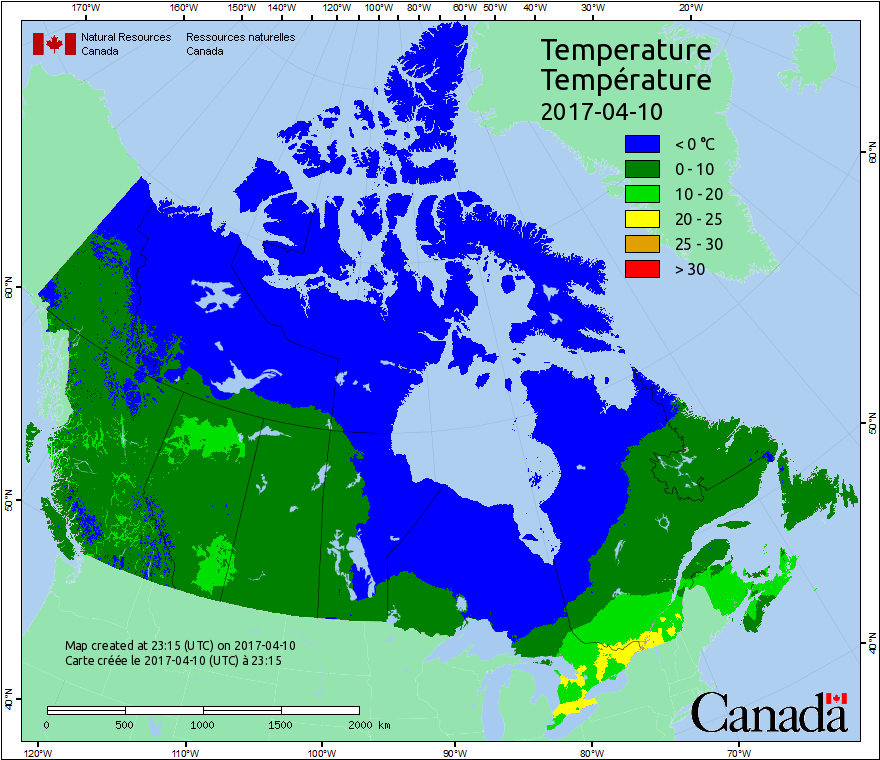 170°W 160°W 150°W 140°W 130°W 120°W 110°W 100°W 90°W 80°W 60°W 50°W 40°W 30°W 20°W
Natural Resources Ressources naturelles
Canada Canada
Temperature
Température
2017-04-10
< 0 °C
0 - 10
10 - 20
20 - 25
25 - 30
> 30
60°N
60°N
50°N
50°N
40°N
40°N
Map created at 23:15 (UTC) on 2017-04-10
Carte créée le 2017-04-10 (UTC) à 23:15
0 500 1000 1500 2000 km
Canada
120°W 110°W 100°W 90°W 80°W 70°W